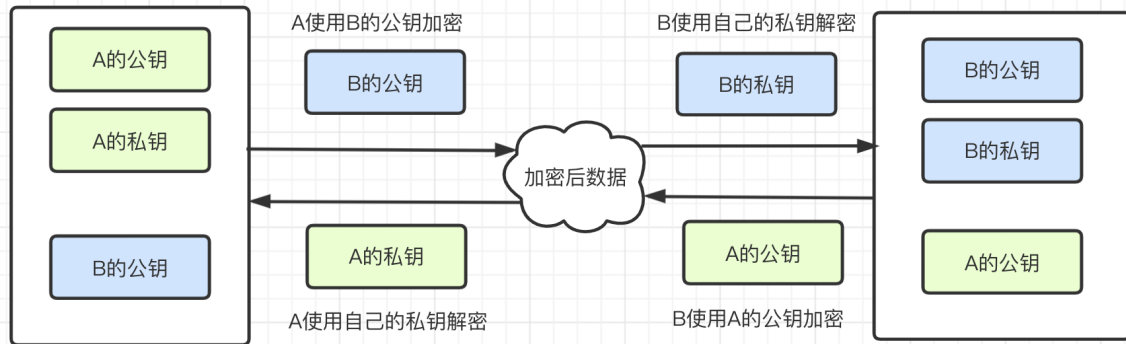 A使用B的公钥加密
B使用自己的私钥解密
A的公钥
B的公钥
B的私钥
B的公钥
A的私钥
B的私钥
加密后数据
B的公钥
A的私钥
A的公钥
A的公钥
A使用自己的私钥解密
B使用A的公钥加密